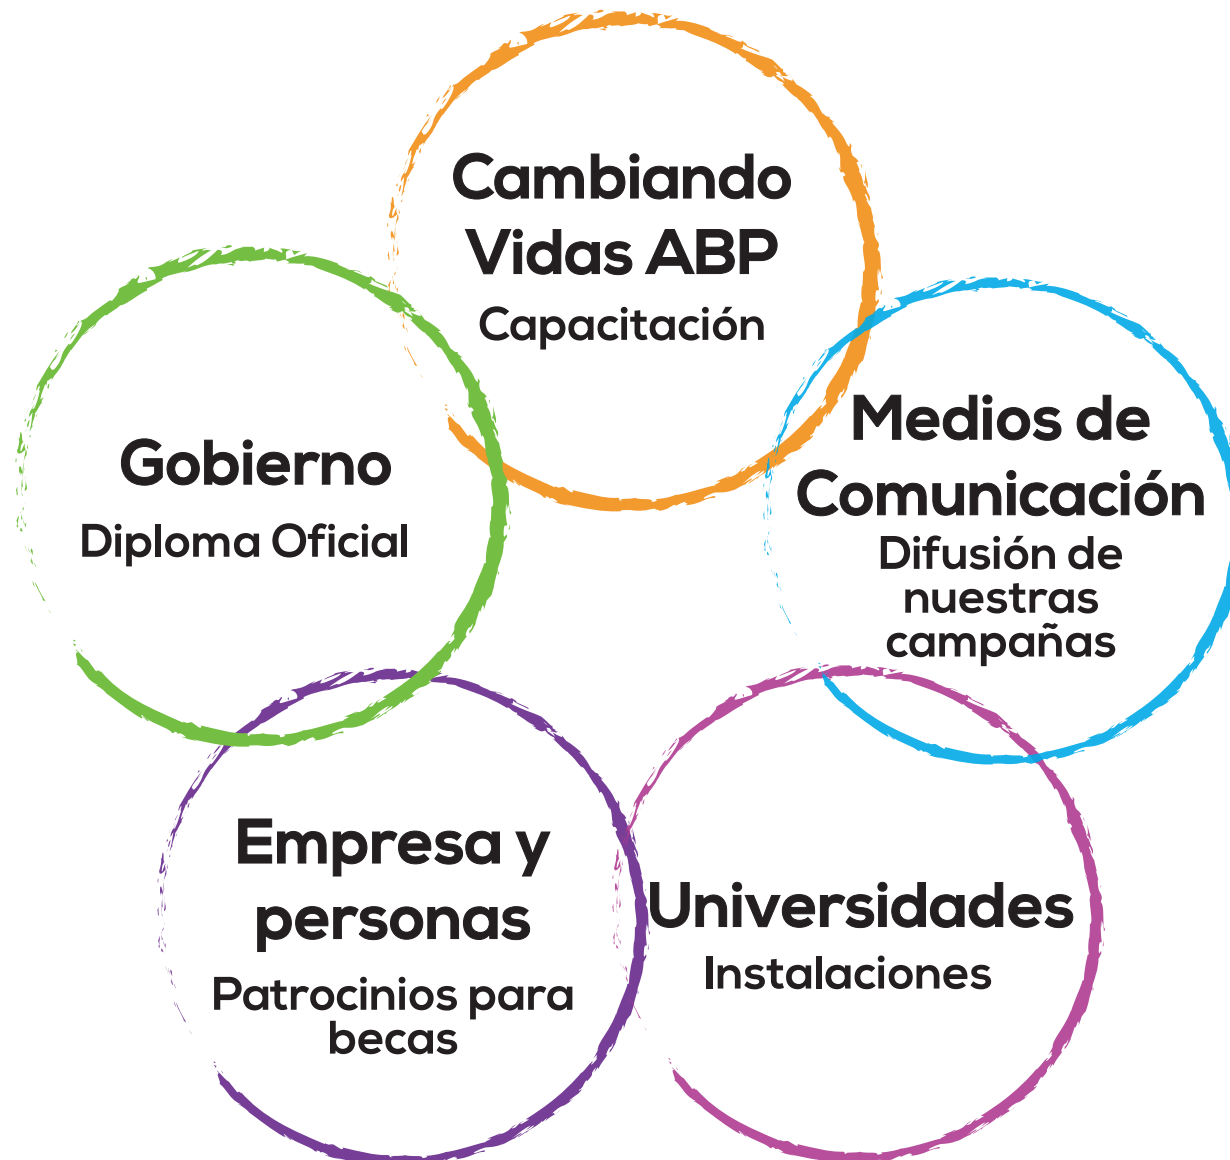 Cambiando
Vidas ABP
Capacitación
Gobierno
Diploma Oficial
Medios de
Comunicación
Difusión de
nuestras
campañas
Empresa y
personas
Patrocinios para
becas
Universidades
Instalaciones